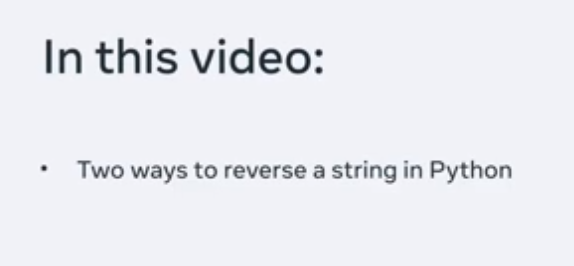 In this video:
• Two ways to reverse a string in Python